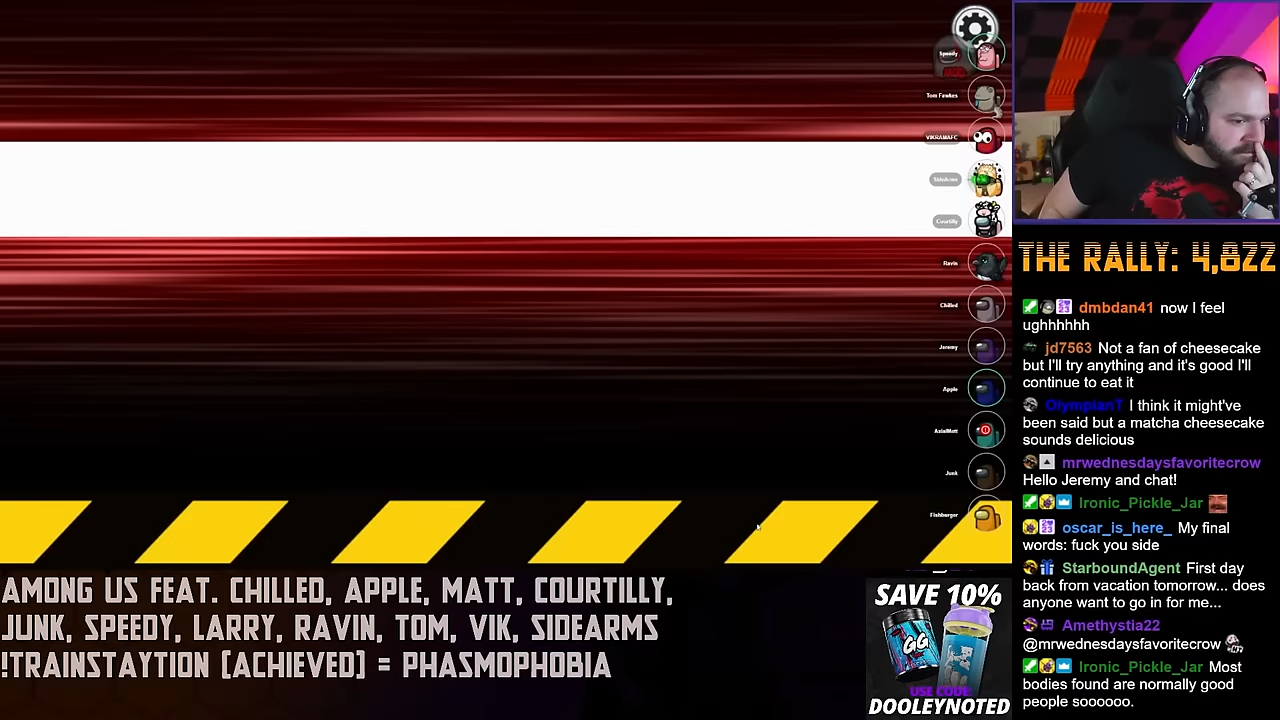 Speedy
Tom Fawkes
VIKRAMAFC
SideArms
Courtilly
Ravin
Chilled
Jeremy
Apple
AxialMatt
Junk
Fishberger
THE RALLY: 4,822
dmbdan41 now I feel
ughhhhhh
jd7563 Not a fan of cheesecake
but I'll try anything and it's good I'll
continue to eat it
OlympianT I think it might've
been said but a matcha cheesecake
sounds delicious
mrwednesdaysfavoritecrow
Hello Jeremy and chat!
Ironic_Pickle_Jar
oscar_is_here_ My final
words: fuck you side
StarboundAgent First day
back from vacation tomorrow... does
anyone want to go in for me...
Amethystia22
@mrwednesdaysfavoritecrow
Ironic_Pickle_Jar Most
bodies found are normally good
people soooooo.
AMONG US FEAT. CHILLED, APPLE, MATT, COURTILLY,
JUNK, SPEEDY, LARRY, RAVIN, TOM, VIK, SIDEARMS
!TRAINSTAYTION [ACHIEVED] = PHASMOPHOBIA
SAVE 10%
GG
USE CODE:
DOOLEYNOTED